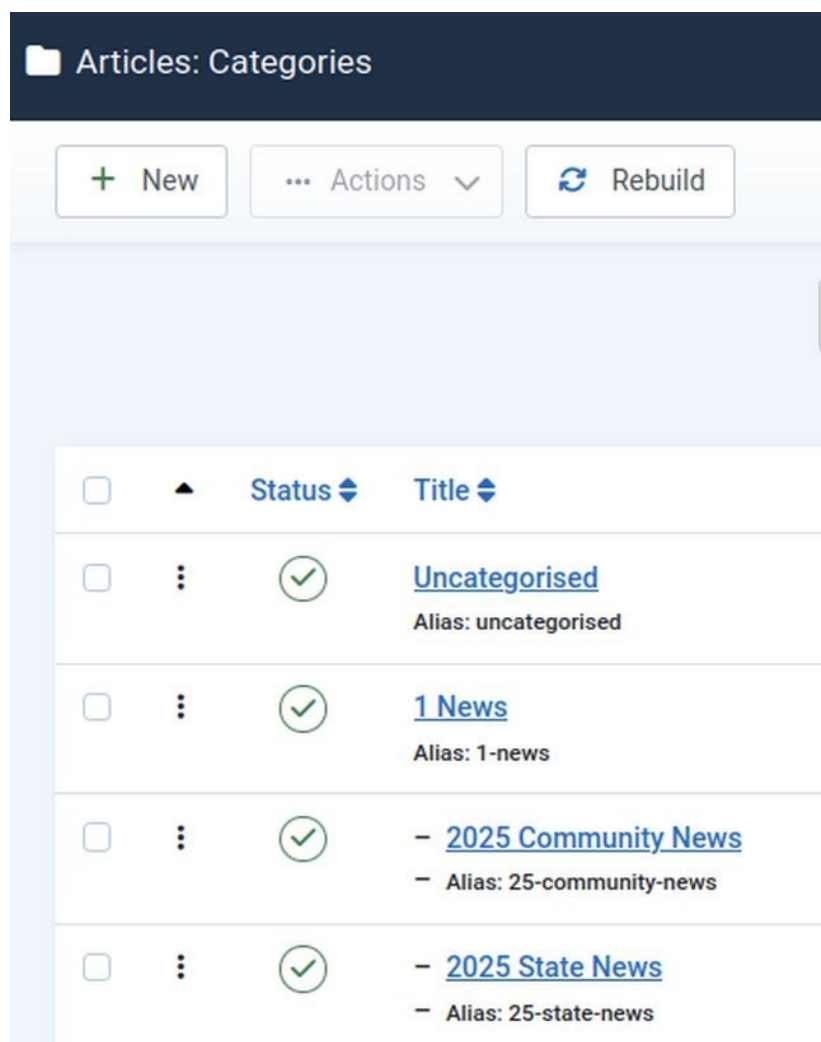 Articles: Categories
+ New ... Actions Rebuild
Status Title
Uncategorised
Alias: uncategorised
1 News
Alias: 1-news
– 2025 Community News
– Alias: 25-community-news
– 2025 State News
– Alias: 25-state-news